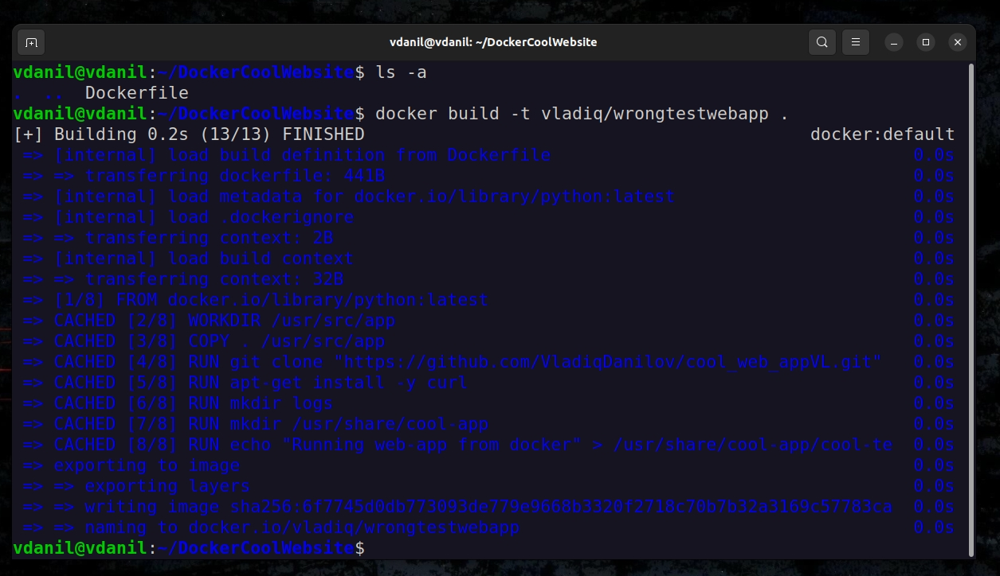 vdanil@vdanil: ~/DockerCoolWebsite
vdanil@vdanil:~/DockerCoolWebsite$ ls -a
.  ..  Dockerfile
vdanil@vdanil:~/DockerCoolWebsite$ docker build -t vladiq/wrongtestwebapp .
[+] Building 0.2s (13/13) FINISHED docker:default
=> [internal] load build definition from Dockerfile 0.0s
=> => transferring dockerfile: 441B 0.0s
=> [internal] load metadata for docker.io/library/python:latest 0.0s
=> [internal] load .dockerignore 0.0s
=> => transferring context: 2B 0.0s
=> [internal] load build context 0.0s
=> => transferring context: 32B 0.0s
=> [1/8] FROM docker.io/library/python:latest 0.0s
=> CACHED [2/8] WORKDIR /usr/src/app 0.0s
=> CACHED [3/8] COPY . /usr/src/app 0.0s
=> CACHED [4/8] RUN git clone "https://github.com/VladiqDanilov/cool_web_appVL.git" 0.0s
=> CACHED [5/8] RUN apt-get install -y curl 0.0s
=> CACHED [6/8] RUN mkdir logs 0.0s
=> CACHED [7/8] RUN mkdir /usr/share/cool-app 0.0s
=> CACHED [8/8] RUN echo "Running web-app from docker" > /usr/share/cool-app/cool-te 0.0s
=> exporting to image 0.0s
=> => exporting layers 0.0s
=> => writing image sha256:6f7745d0db773093de779e9668b3320f2718c70b7b32a3169c57783ca 0.0s
=> => naming to docker.io/vladiq/wrongtestwebapp 0.0s
vdanil@vdanil:~/DockerCoolWebsite$